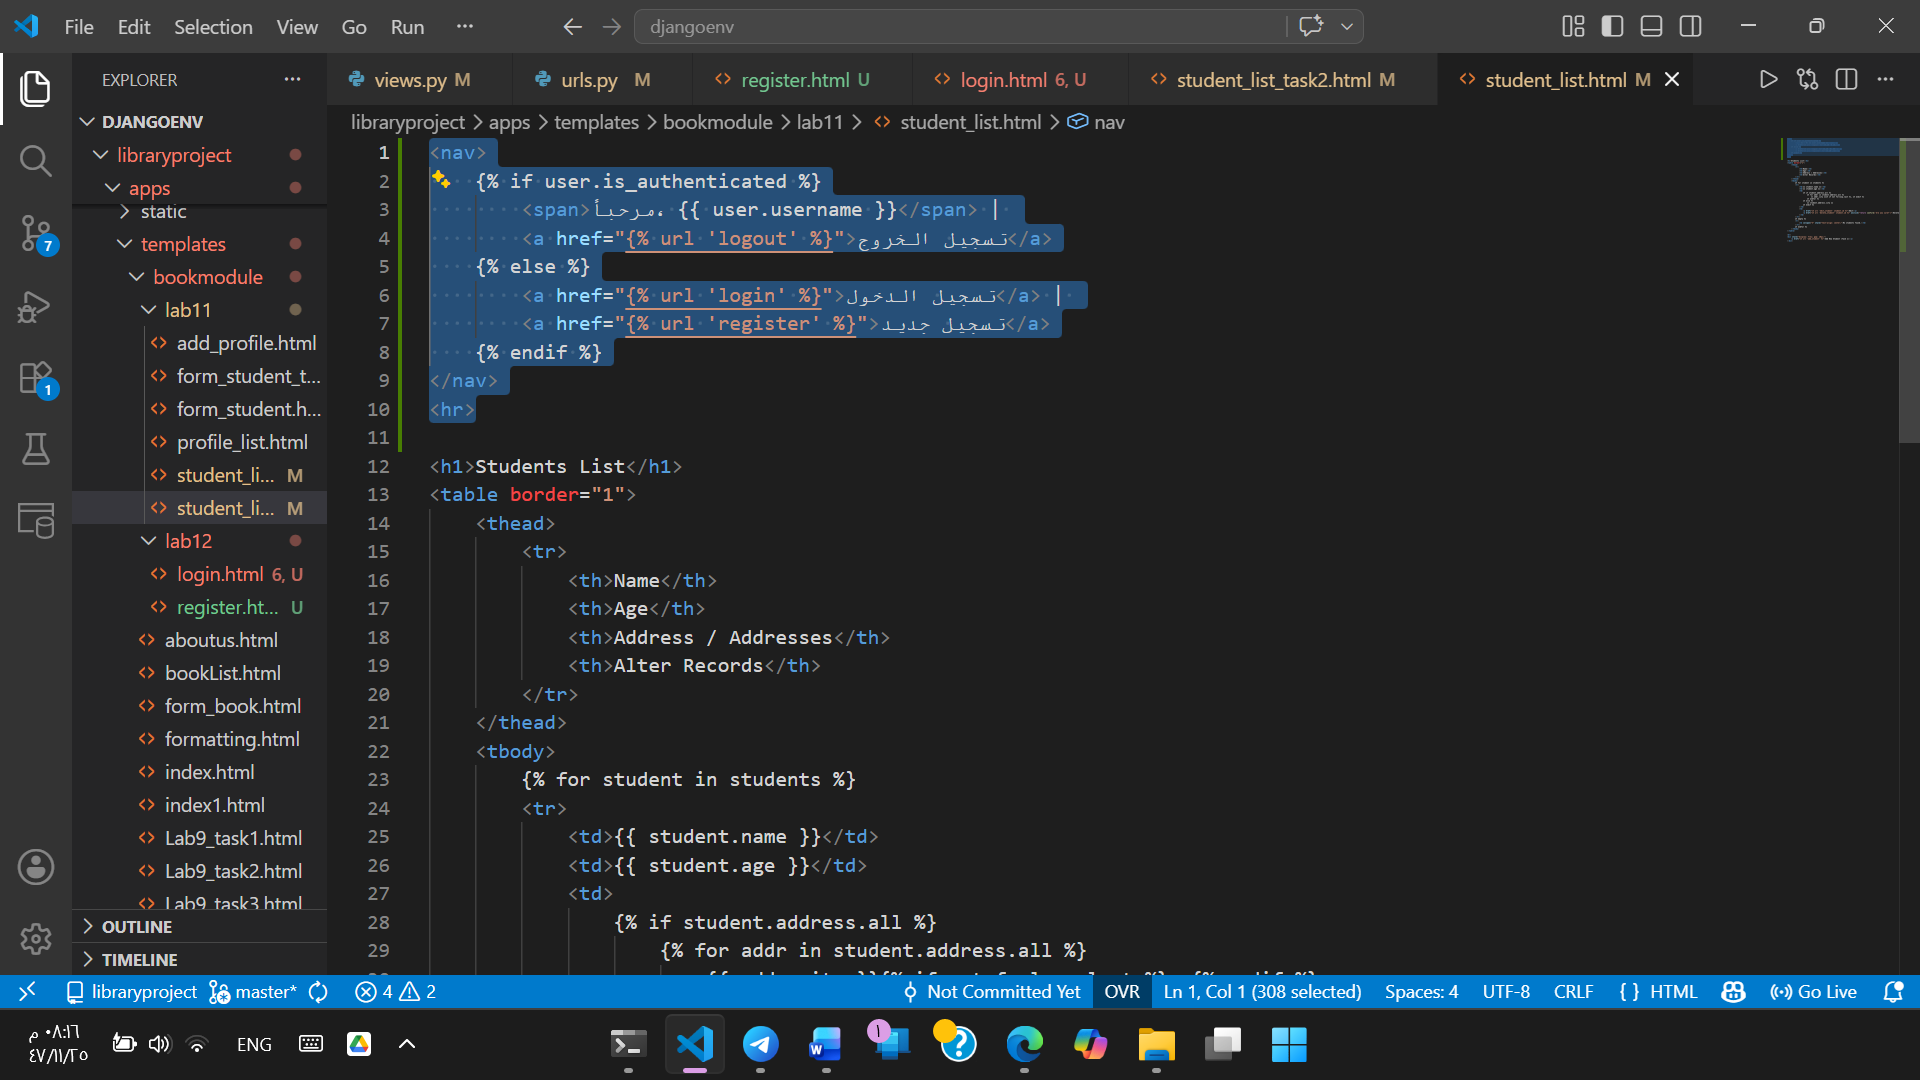 File Edit Selection View Go Run ··· djangoenv
EXPLORER ···
views.py M urls.py M register.html U login.html 6, U student_list_task2.html M student_list.html M
libraryproject > apps > templates > bookmodule > lab11 > student_list.html > nav
DJANGOENV
libraryproject
apps
static
templates
bookmodule
lab11
add_profile.html
form_student_t...
form_student.h...
profile_list.html
student_li... M
student_li... M
lab12
login.html 6, U
register.ht... U
aboutus.html
bookList.html
form_book.html
formatting.html
index.html
index1.html
Lab9_task1.html
Lab9_task2.html
Lab9_task3.html
OUTLINE
TIMELINE
7
1
1 <nav>
2 {% if user.is_authenticated %}
3 <span>مرحباً، {{ user.username }}</span> |
4 <a href="{% url 'logout' %}">تسجيل الخروج</a>
5 {% else %}
6 <a href="{% url 'login' %}">تسجيل الدخول</a> |
7 <a href="{% url 'register' %}">تسجيل جديد</a>
8 {% endif %}
9 </nav>
10 <hr>
11
12 <h1>Students List</h1>
13 <table border="1">
14 <thead>
15 <tr>
16 <th>Name</th>
17 <th>Age</th>
18 <th>Address / Addresses</th>
19 <th>Alter Records</th>
20 </tr>
21 </thead>
22 <tbody>
23 {% for student in students %}
24 <tr>
25 <td>{{ student.name }}</td>
26 <td>{{ student.age }}</td>
27 <td>
28 {% if student.address.all %}
29 {% for addr in student.address.all %}
libraryproject master* 4 2 Not Committed Yet OVR Ln 1, Col 1 (308 selected) Spaces: 4 UTF-8 CRLF { } HTML Go Live
٠٨:١٦ م
٤٧/١١/٢٥
ENG
١